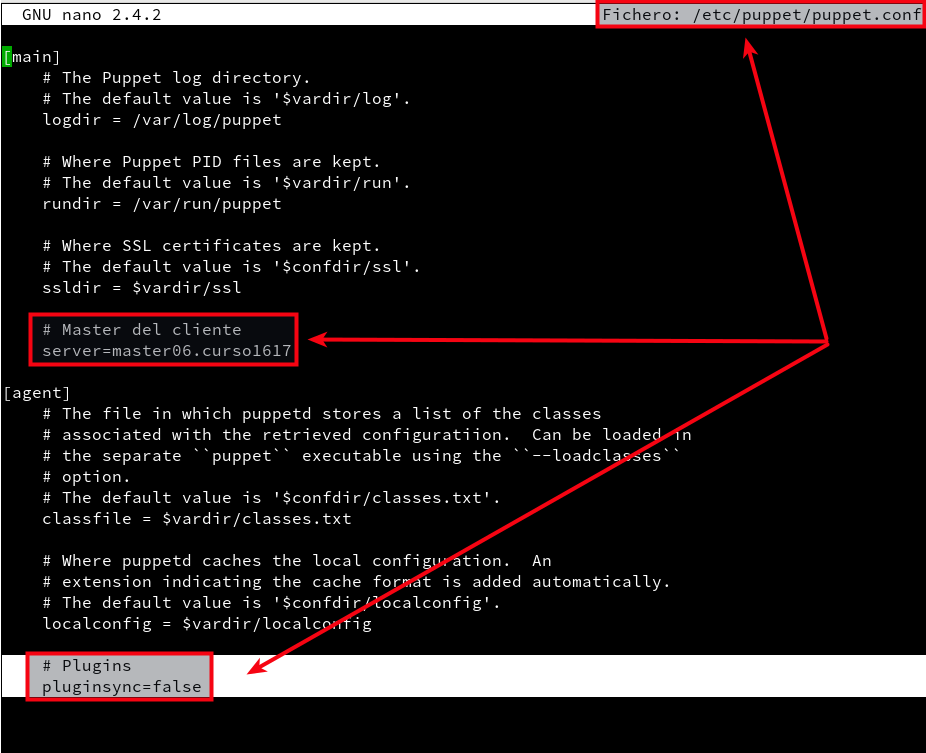 GNU nano 2.4.2 Fichero: /etc/puppet/puppet.conf
[main]
# The Puppet log directory.
# The default value is '$vardir/log'.
logdir = /var/log/puppet
# Where Puppet PID files are kept.
# The default value is '$vardir/run'.
rundir = /var/run/puppet
# Where SSL certificates are kept.
# The default value is '$confdir/ssl'.
ssldir = $vardir/ssl
# Master del cliente
server=master06.curso1617
[agent]
# The file in which puppetd stores a list of the classes
# associated with the retrieved configuratiion.  Can be loaded in
# the separate ``puppet`` executable using the ``--loadclasses``
# option.
# The default value is '$confdir/classes.txt'.
classfile = $vardir/classes.txt
# Where puppetd caches the local configuration.  An
# extension indicating the cache format is added automatically.
# The default value is '$confdir/localconfig'.
localconfig = $vardir/localconfig
# Plugins
pluginsync=false